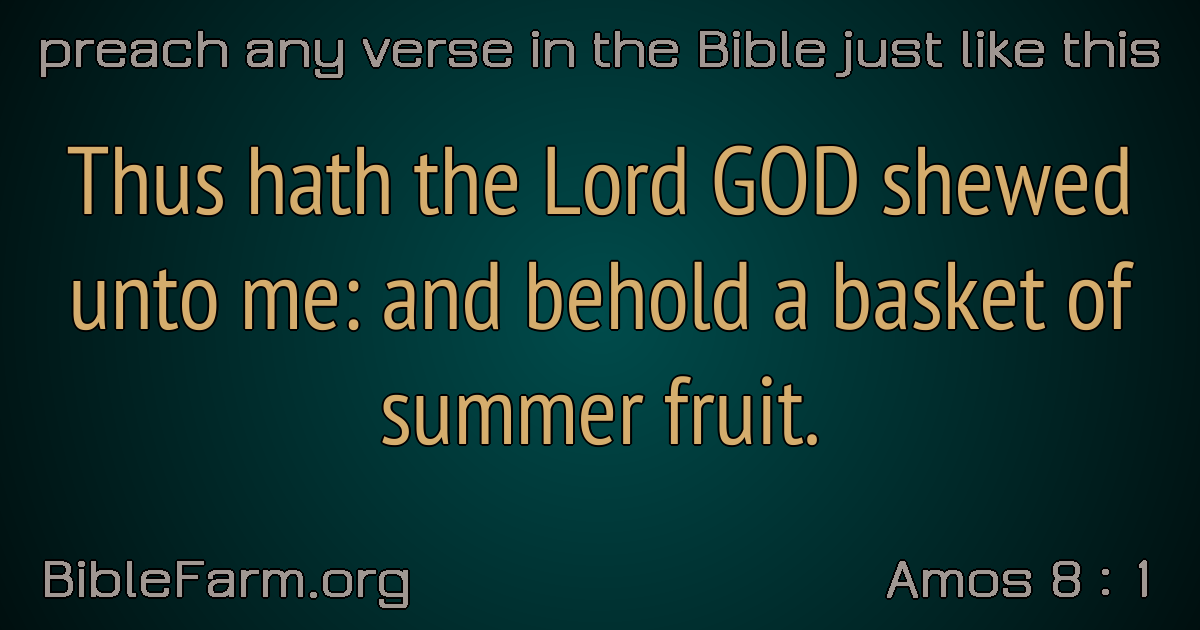 preach any verse in the Bible just like this
Thus hath the Lord GOD shewed
unto me: and behold a basket of
summer fruit.
BibleFarm.org
Amos 8 : 1